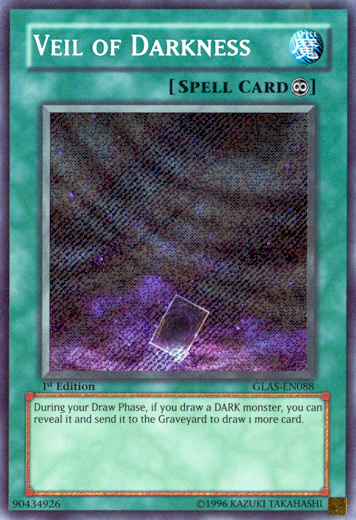 Veil of Darkness
魔
[Spell Card∞]
1st Edition
GLAS-EN088
During your Draw Phase, if you draw a DARK monster, you can
reveal it and send it to the Graveyard to draw 1 more card.
90434926
©1996 KAZUKI TAKAHASHI